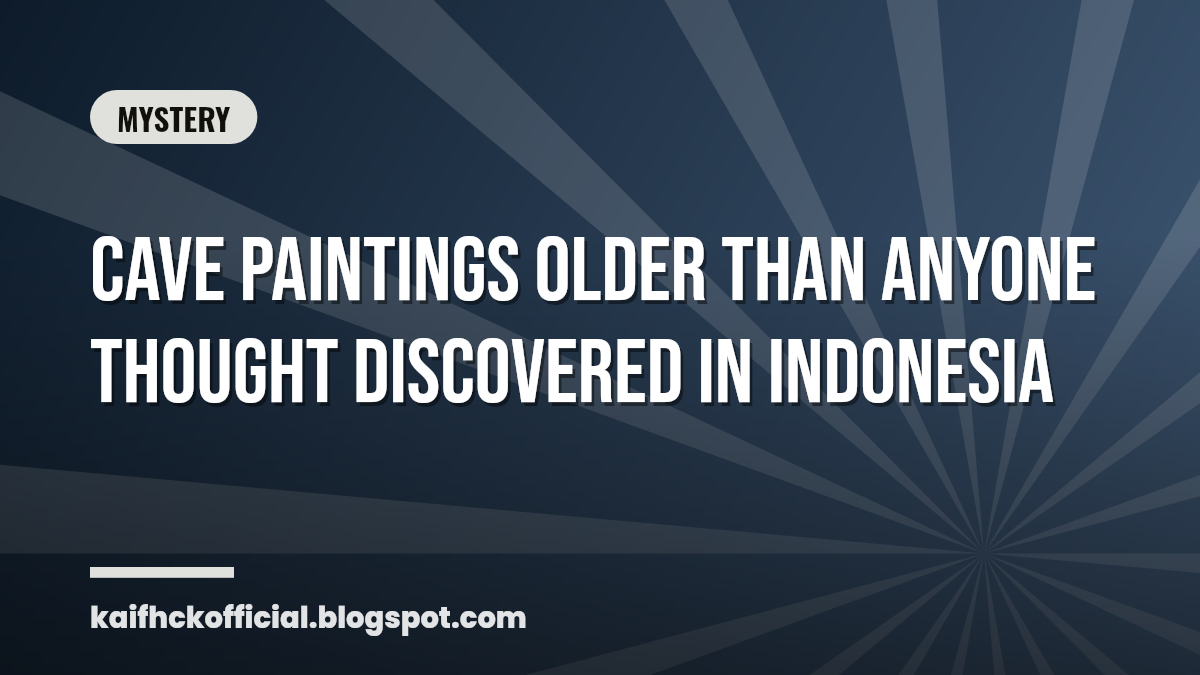 MYSTERY
CAVE PAINTINGS OLDER THAN ANYONE
THOUGHT DISCOVERED IN INDONESIA
kaifhckofficial.blogspot.com